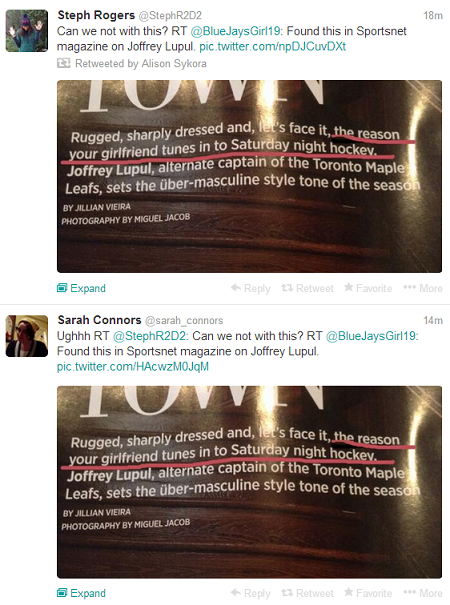 Steph Rogers @StephR2D2 18m
Can we not with this? RT @BlueJaysGirl19: Found this in Sportsnet
magazine on Joffrey Lupul. pic.twitter.com/npDJCuvDXt
Retweeted by Alison Sykora
TOWN
Rugged, sharply dressed and, let's face it, the reason
your girlfriend tunes in to Saturday night hockey.
Joffrey Lupul, alternate captain of the Toronto Maple
Leafs, sets the über-masculine style tone of the season
BY JILLIAN VIEIRA
PHOTOGRAPHY BY MIGUEL JACOB
Expand Reply Retweet Favorite More
Sarah Connors @sarah_connors 14m
Ughhh RT @StephR2D2: Can we not with this? RT @BlueJaysGirl19:
Found this in Sportsnet magazine on Joffrey Lupul.
pic.twitter.com/HAcwzM0JqM
TOWN
Rugged, sharply dressed and, let's face it, the reason
your girlfriend tunes in to Saturday night hockey.
Joffrey Lupul, alternate captain of the Toronto Maple
Leafs, sets the über-masculine style tone of the season
BY JILLIAN VIEIRA
PHOTOGRAPHY BY MIGUEL JACOB
Expand Reply Retweet Favorite More